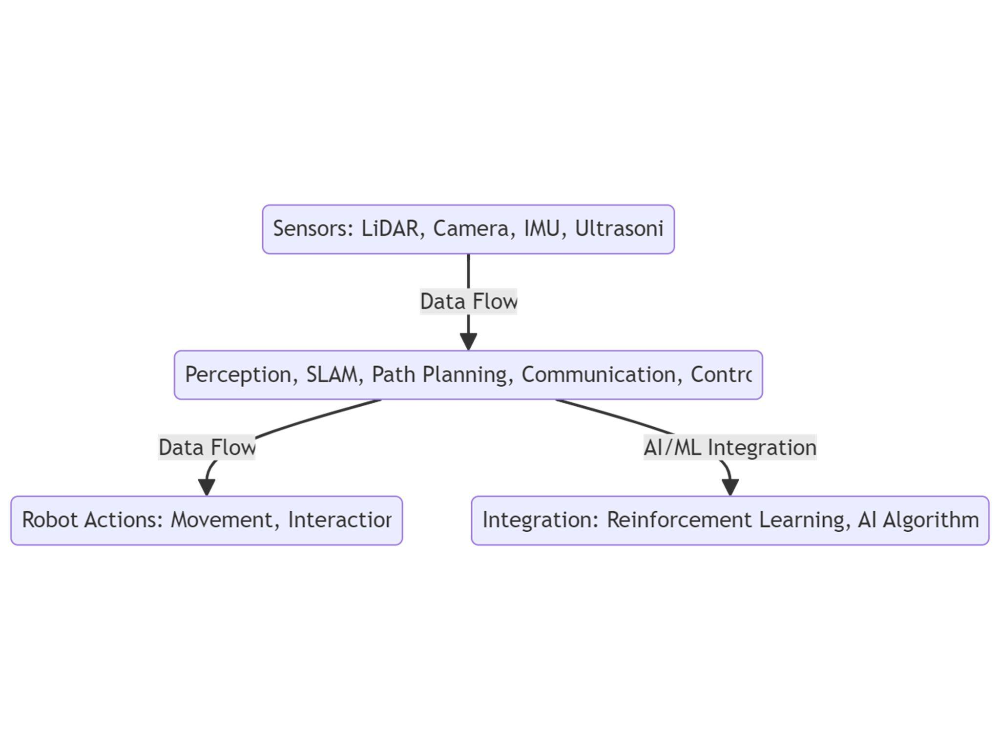 Sensors: LiDAR, Camera, IMU, Ultrasoni
Data Flow
Perception, SLAM, Path Planning, Communication, Contro
Data Flow
AI/ML Integration
Robot Actions: Movement, Interaction
Integration: Reinforcement Learning, AI Algorithm